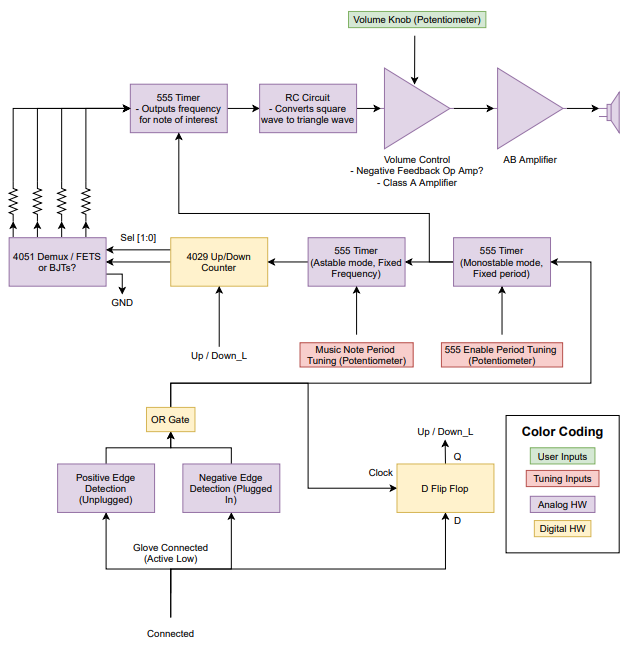 Volume Knob (Potentiometer)
555 Timer
- Outputs frequency
for note of interest
RC Circuit
- Converts square
wave to triangle wave
Volume Control
- Negative Feedback Op Amp?
- Class A Amplifier
AB Amplifier
4051 Demux / FETS
or BJTs?
Sel [1:0]
GND
4029 Up/Down
Counter
555 Timer
(Astable mode, Fixed
Frequency)
555 Timer
(Monostable mode,
Fixed period)
Up / Down_L
Music Note Period
Tuning (Potentiometer)
555 Enable Period Tuning
(Potentiometer)
OR Gate
Positive Edge
Detection
(Unplugged)
Negative Edge
Detection (Plugged
In)
Up / Down_L
Q
Clock
D Flip Flop
D
Glove Connected
(Active Low)
Connected
Color Coding
User Inputs
Tuning Inputs
Analog HW
Digital HW